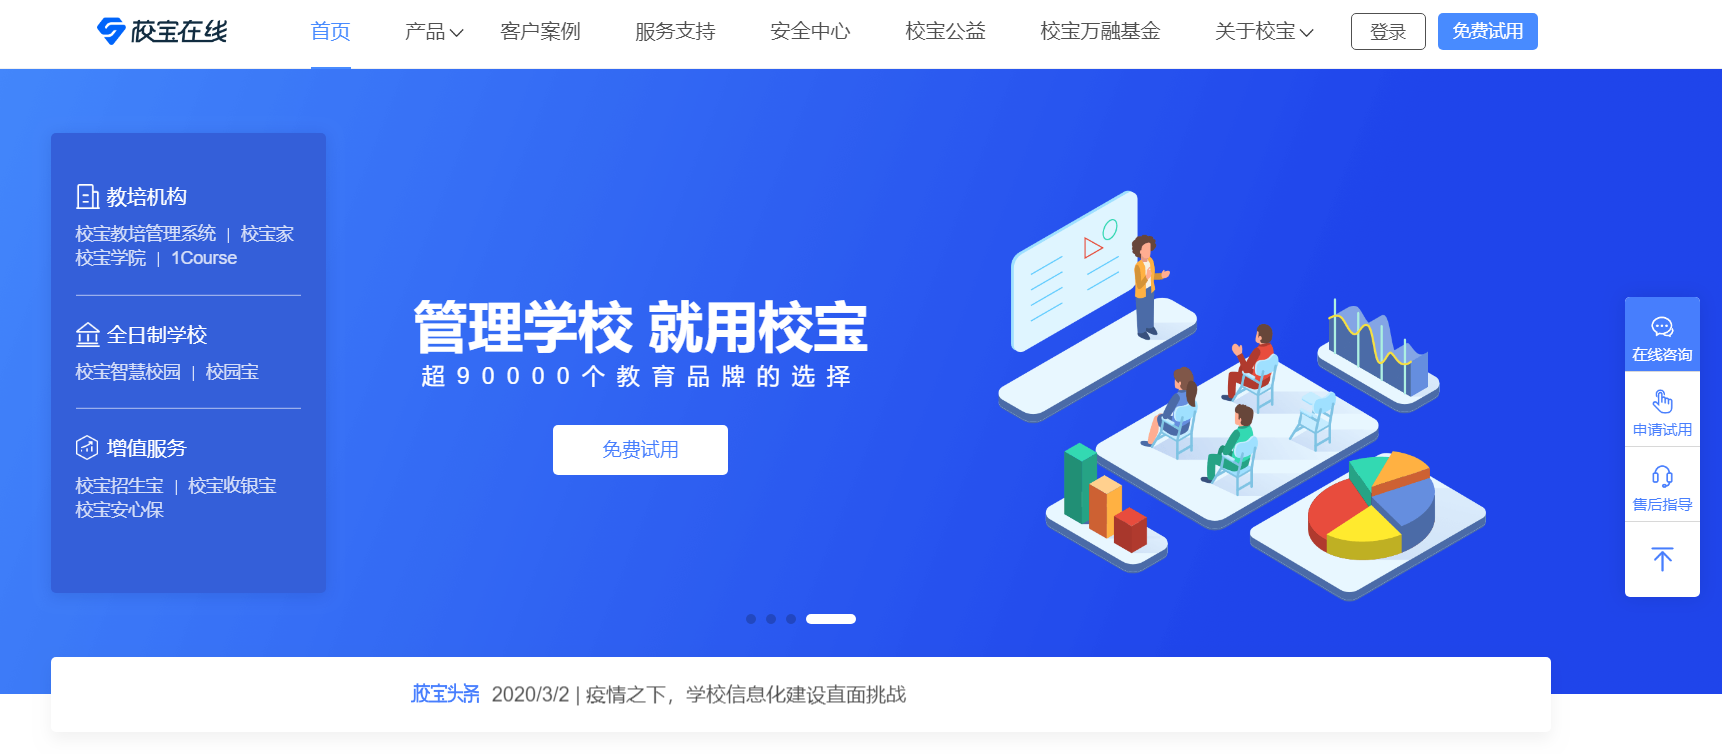 校宝在线 首页 产品 客户案例 服务支持 安全中心 校宝公益 校宝万融基金 关于校宝 登录 免费试用
教培机构
校宝教培管理系统 | 校宝家
校宝学院 | 1Course
全日制学校
校宝智慧校园 | 校园宝
增值服务
校宝招生宝 | 校宝收银宝
校宝安心保
管理学校 就用校宝
超90000个教育品牌的选择
免费试用
在线咨询
申请试用
售后指导
校宝头条 2020/3/2 | 疫情之下，学校信息化建设直面挑战